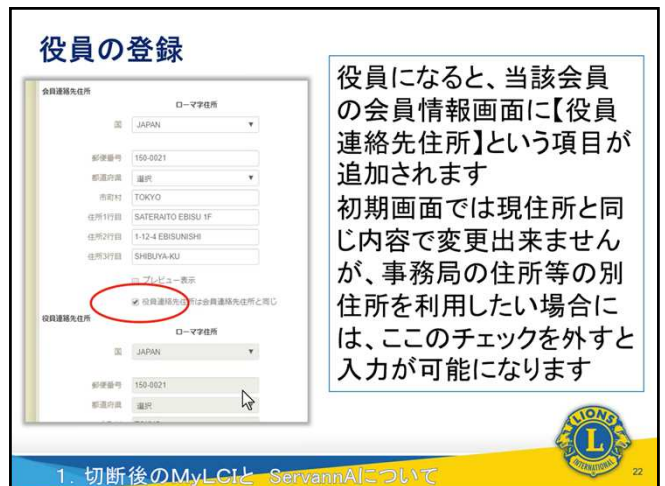 役員の登録
会員連絡先住所
ローマ字住所
国 JAPAN
郵便番号 150-0021
都道府県 選択
市町村 TOKYO
住所1行目 SATERAITO EBISU 1F
住所2行目 1-12-4 EBISUNISHI
住所3行目 SHIBUYA-KU
プレビュー表示
役員連絡先住所は会員連絡先住所と同じ
役員連絡先住所
ローマ字住所
国 JAPAN
郵便番号 150-0021
都道府県 選択
役員になると、当該会員
の会員情報画面に【役員
連絡先住所】という項目が
追加されます
初期画面では現住所と同
じ内容で変更出来ません
が、事務局の住所等の別
住所を利用したい場合に
は、ここのチェックを外すと
入力が可能になります
LIONS
L
INTERNATIONAL
1. 切断後のMyLCIと ServannAIについて
22